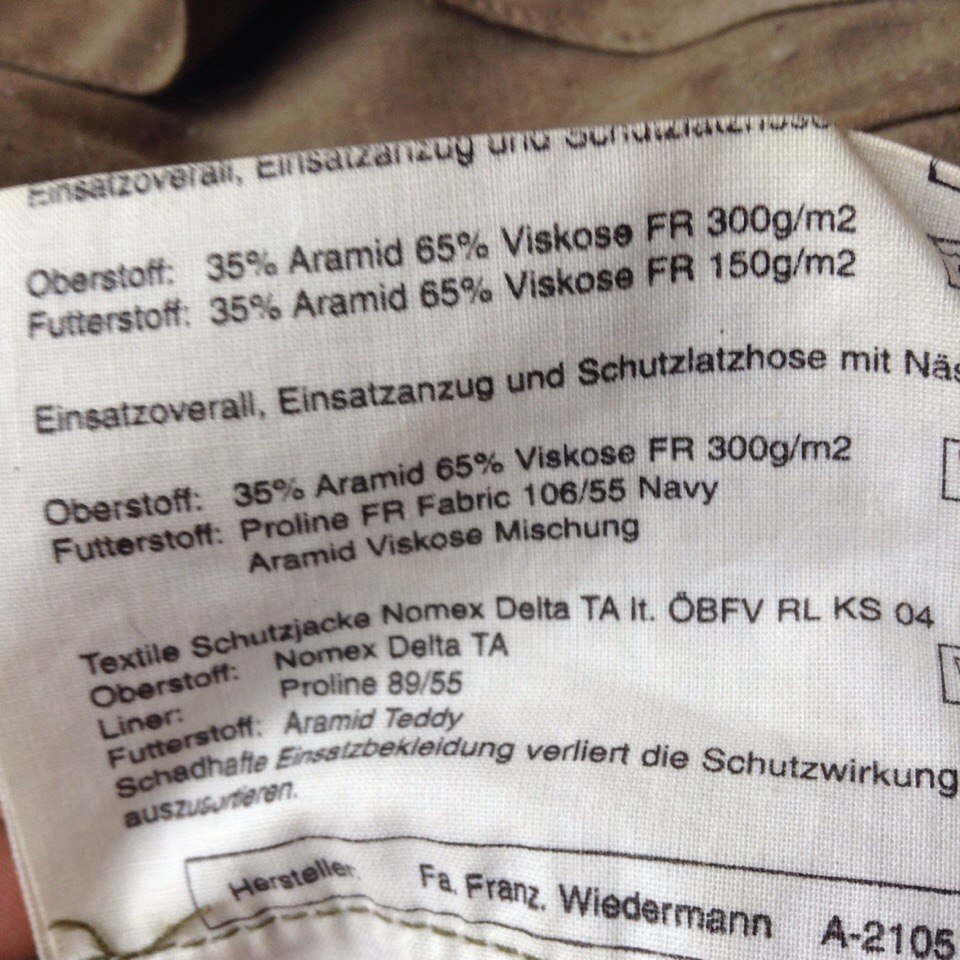 Einsatzoverall, Einsatzanzug und Schutzlatzhose
Oberstoff: 35% Aramid 65% Viskose FR 300g/m2
Futterstoff: 35% Aramid 65% Viskose FR 150g/m2
Einsatzoverall, Einsatzanzug und Schutzlatzhose mit Näs
Oberstoff: 35% Aramid 65% Viskose FR 300g/m2
Futterstoff: Proline FR Fabric 106/55 Navy
Aramid Viskose Mischung
Textile Schutzjacke Nomex Delta TA lt. ÖBFV RL KS 04
Oberstoff: Nomex Delta TA
Liner: Proline 89/55
Futterstoff: Aramid Teddy
Schadhafte Einsatzbekleidung verliert die Schutzwirkung
auszusortieren.
Hersteller: Fa. Franz. Wiedermann A-2105